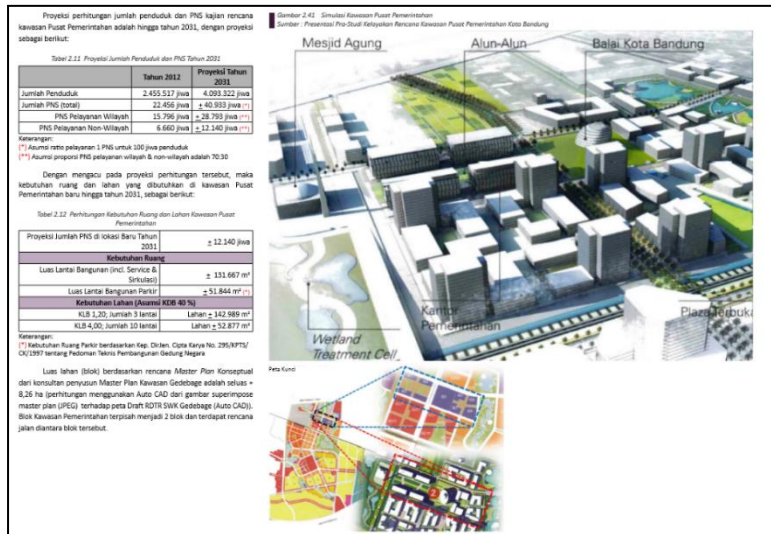 Proyeksi perhitungan jumlah penduduk dan PNS kajian rencana
kawasan Pusat Pemerintahan adalah hingga tahun 2031, dengan proyeksi
sebagai berikut:
Tabel 2.11 Proyeksi Jumlah Penduduk dan PNS Tahun 2031
Tahun 2012 Proyeksi Tahun
2031
Jumlah Penduduk 2.455.517 jiwa 4.093.322 jiwa
Jumlah PNS (total) 22.456 jiwa + 40.933 jiwa (*)
PNS Pelayanan Wilayah 15.796 jiwa + 28.793 jiwa (**)
PNS Pelayanan Non-Wilayah 6.660 jiwa + 12.140 jiwa (**)
Keterangan:
(*) Asumsi ratio pelayanan 1 PNS untuk 100 jiwa penduduk
(**) Asumsi proporsi PNS pelayanan wilayah & non-wilayah adalah 70:30
Dengan mengacu pada proyeksi perhitungan tersebut, maka
kebutuhan ruang dan lahan yang dibutuhkan di kawasan Pusat
Pemerintahan baru hingga tahun 2031, sebagai berikut:
Tabel 2.12 Perhitungan Kebutuhan Ruang dan Lahan Kawasan Pusat
Pemerintahan
Proyeksi Jumlah PNS di lokasi Baru Tahun
2031
+ 12.140 jiwa
Kebutuhan Ruang
Luas Lantai Bangunan (incl. Service &
Sirkulasi)
+ 131.667 m²
Luas Lantai Bangunan Parkir + 51.844 m² (*)
Kebutuhan Lahan (Asumsi KDB 40 %)
KLB 1,20; Jumlah 3 lantai Lahan + 142.989 m²
KLB 4,00; Jumlah 10 lantai Lahan + 52.877 m²
Keterangan:
(*) Kebutuhan Ruang Parkir berdasarkan Kep. DirJen. Cipta Karya No. 295/KPTS/
CK/1997 tentang Pedoman Teknis Pembangunan Gedung Negara
Luas lahan (blok) berdasarkan rencana Master Plan Konseptual
dari konsultan penyusun Master Plan Kawasan Gedebage adalah seluas +
8,26 ha (perhitungan menggunakan Auto CAD dari gambar superimpose
master plan (JPEG) terhadap peta Draft RDTR SWK Gedebage (Auto CAD)).
Blok Kawasan Pemerintahan terpisah menjadi 2 blok dan terdapat rencana
jalan diantara blok tersebut.
Gambar 2.41 Simulasi Kawasan Pusat Pemerintahan
Sumber : Presentasi Pra-Studi Kelayakan Rencana Kawasan Pusat Pemerintahan Kota Bandung
Mesjid Agung
Alun-Alun
Balai Kota Bandung
Kantor
Pemerintahan
Plaza Terbuka
Wetland
Treatment Cell
Peta Kunci
2